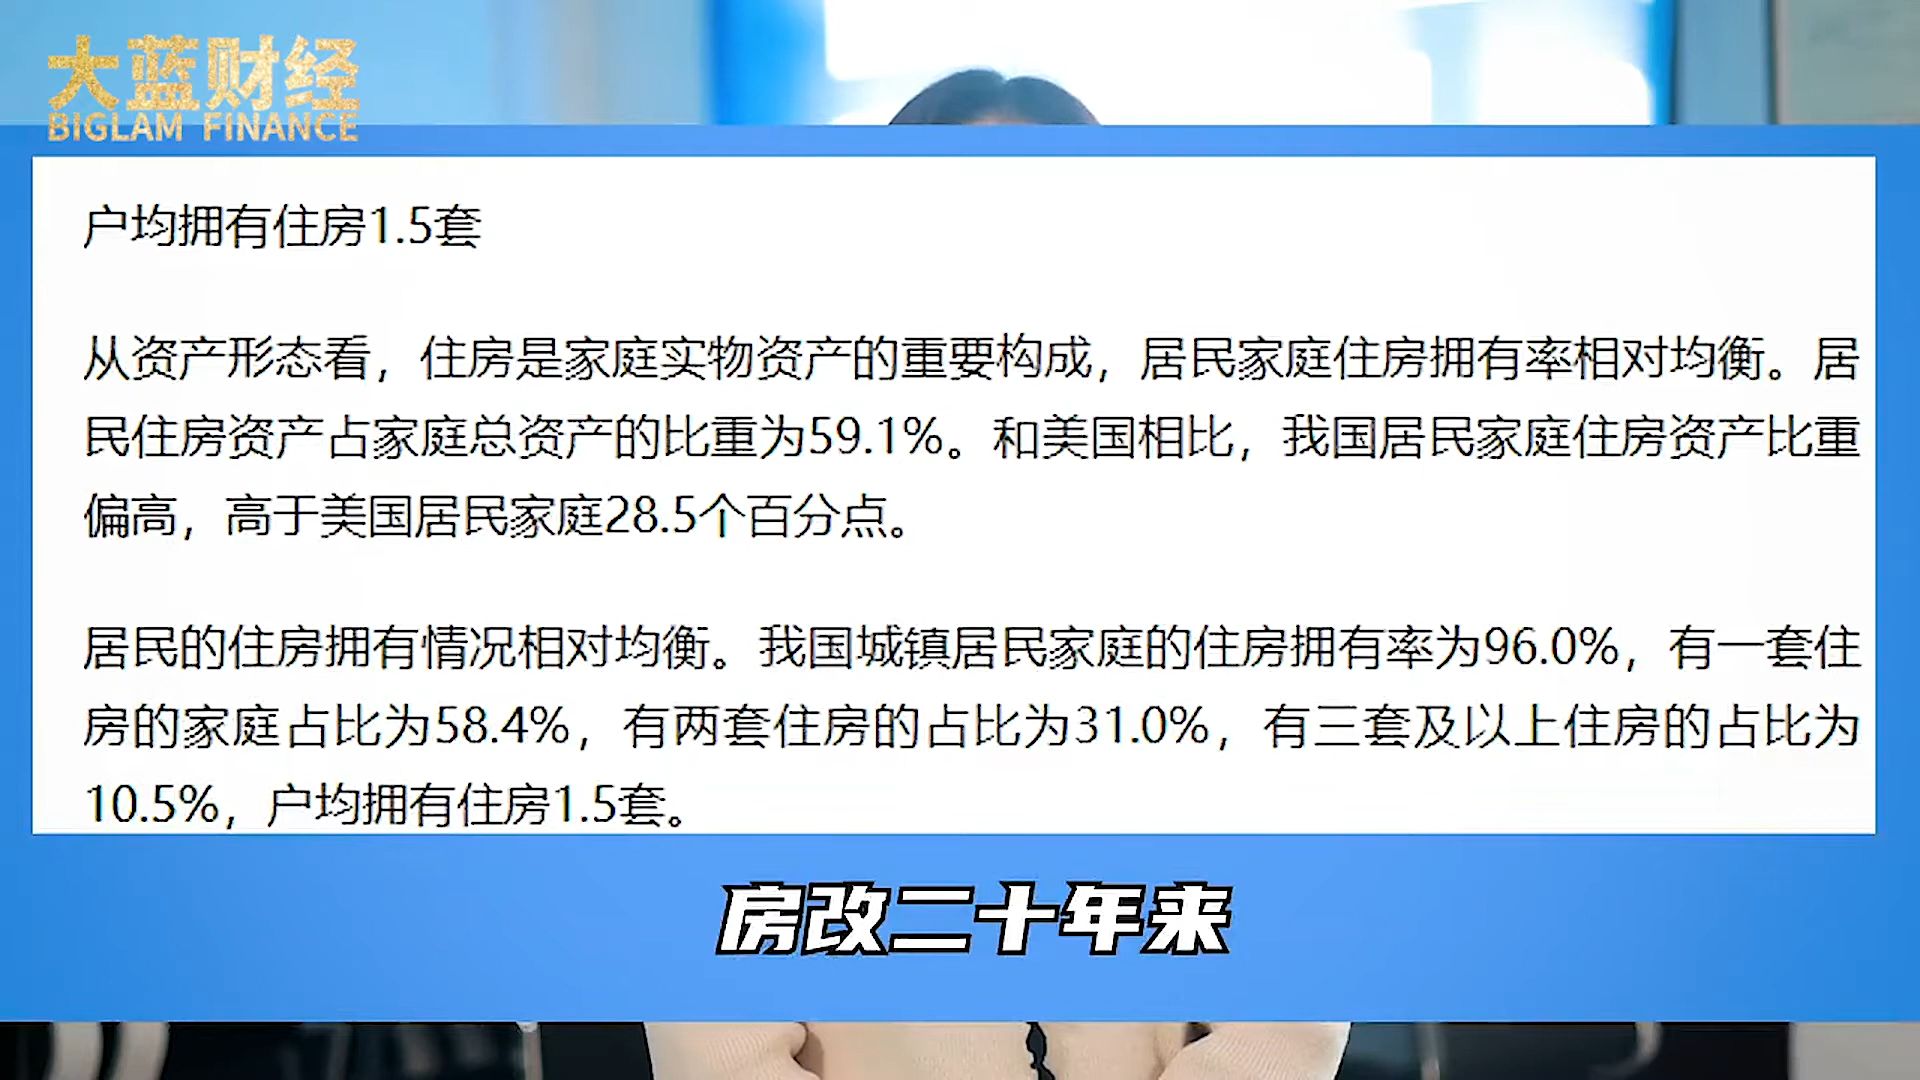 大蓝财经
BIGLAM FINANCE
户均拥有住房1.5套
从资产形态看，住房是家庭实物资产的重要构成，居民家庭住房拥有率相对均衡。居
民住房资产占家庭总资产的比重为59.1%。和美国相比，我国居民家庭住房资产比重
偏高，高于美国居民家庭28.5个百分点。
居民的住房拥有情况相对均衡。我国城镇居民家庭的住房拥有率为96.0%，有一套住
房的家庭占比为58.4%，有两套住房的占比为31.0%，有三套及以上住房的占比为
10.5%，户均拥有住房1.5套。
房改二十年来